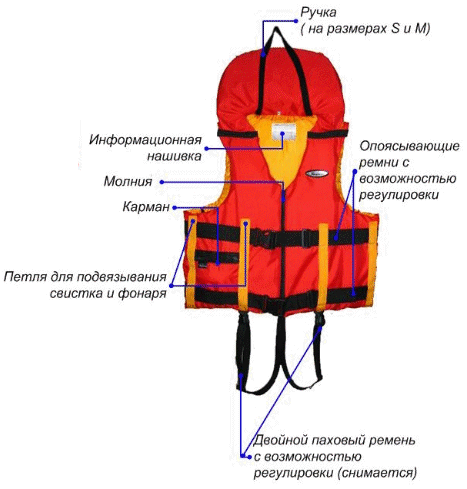 Ручка
( на размерах S и M)
Информационная
нашивка
Опоясывающие
ремни с
возможностью
регулировки
Молния
Карман
Петля для подвязывания
свистка и фонаря
Двойной паховый ремень
с возможностью
регулировки (снимается)